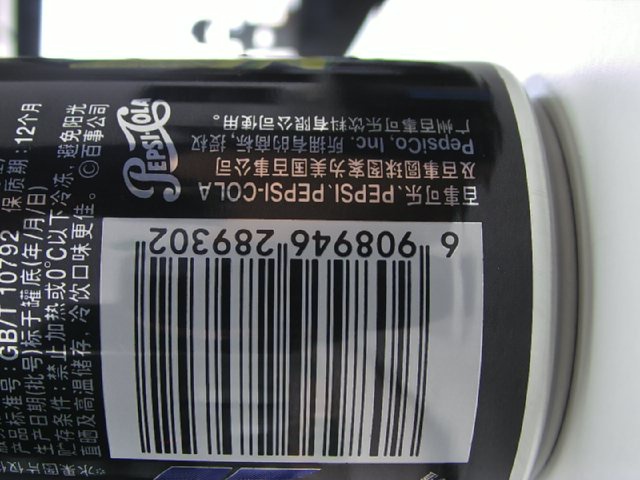 PEPSI-COLA
百事可乐、PEPSI、PEPSI-COLA
及百事圆球图案为美国百事公司
PepsiCo, Inc. 所拥有的商标，授权
广州百事可乐饮料有限公司使用。
6 908946 289302
产品标准号：GB/T 10792 保质期：12个月
生产日期(批号)标于罐底(年/月/日)
贮存条件：禁止加热或0℃以下冷冻，避免阳光
直晒及高温储存，冷饮口味更佳。©百事公司